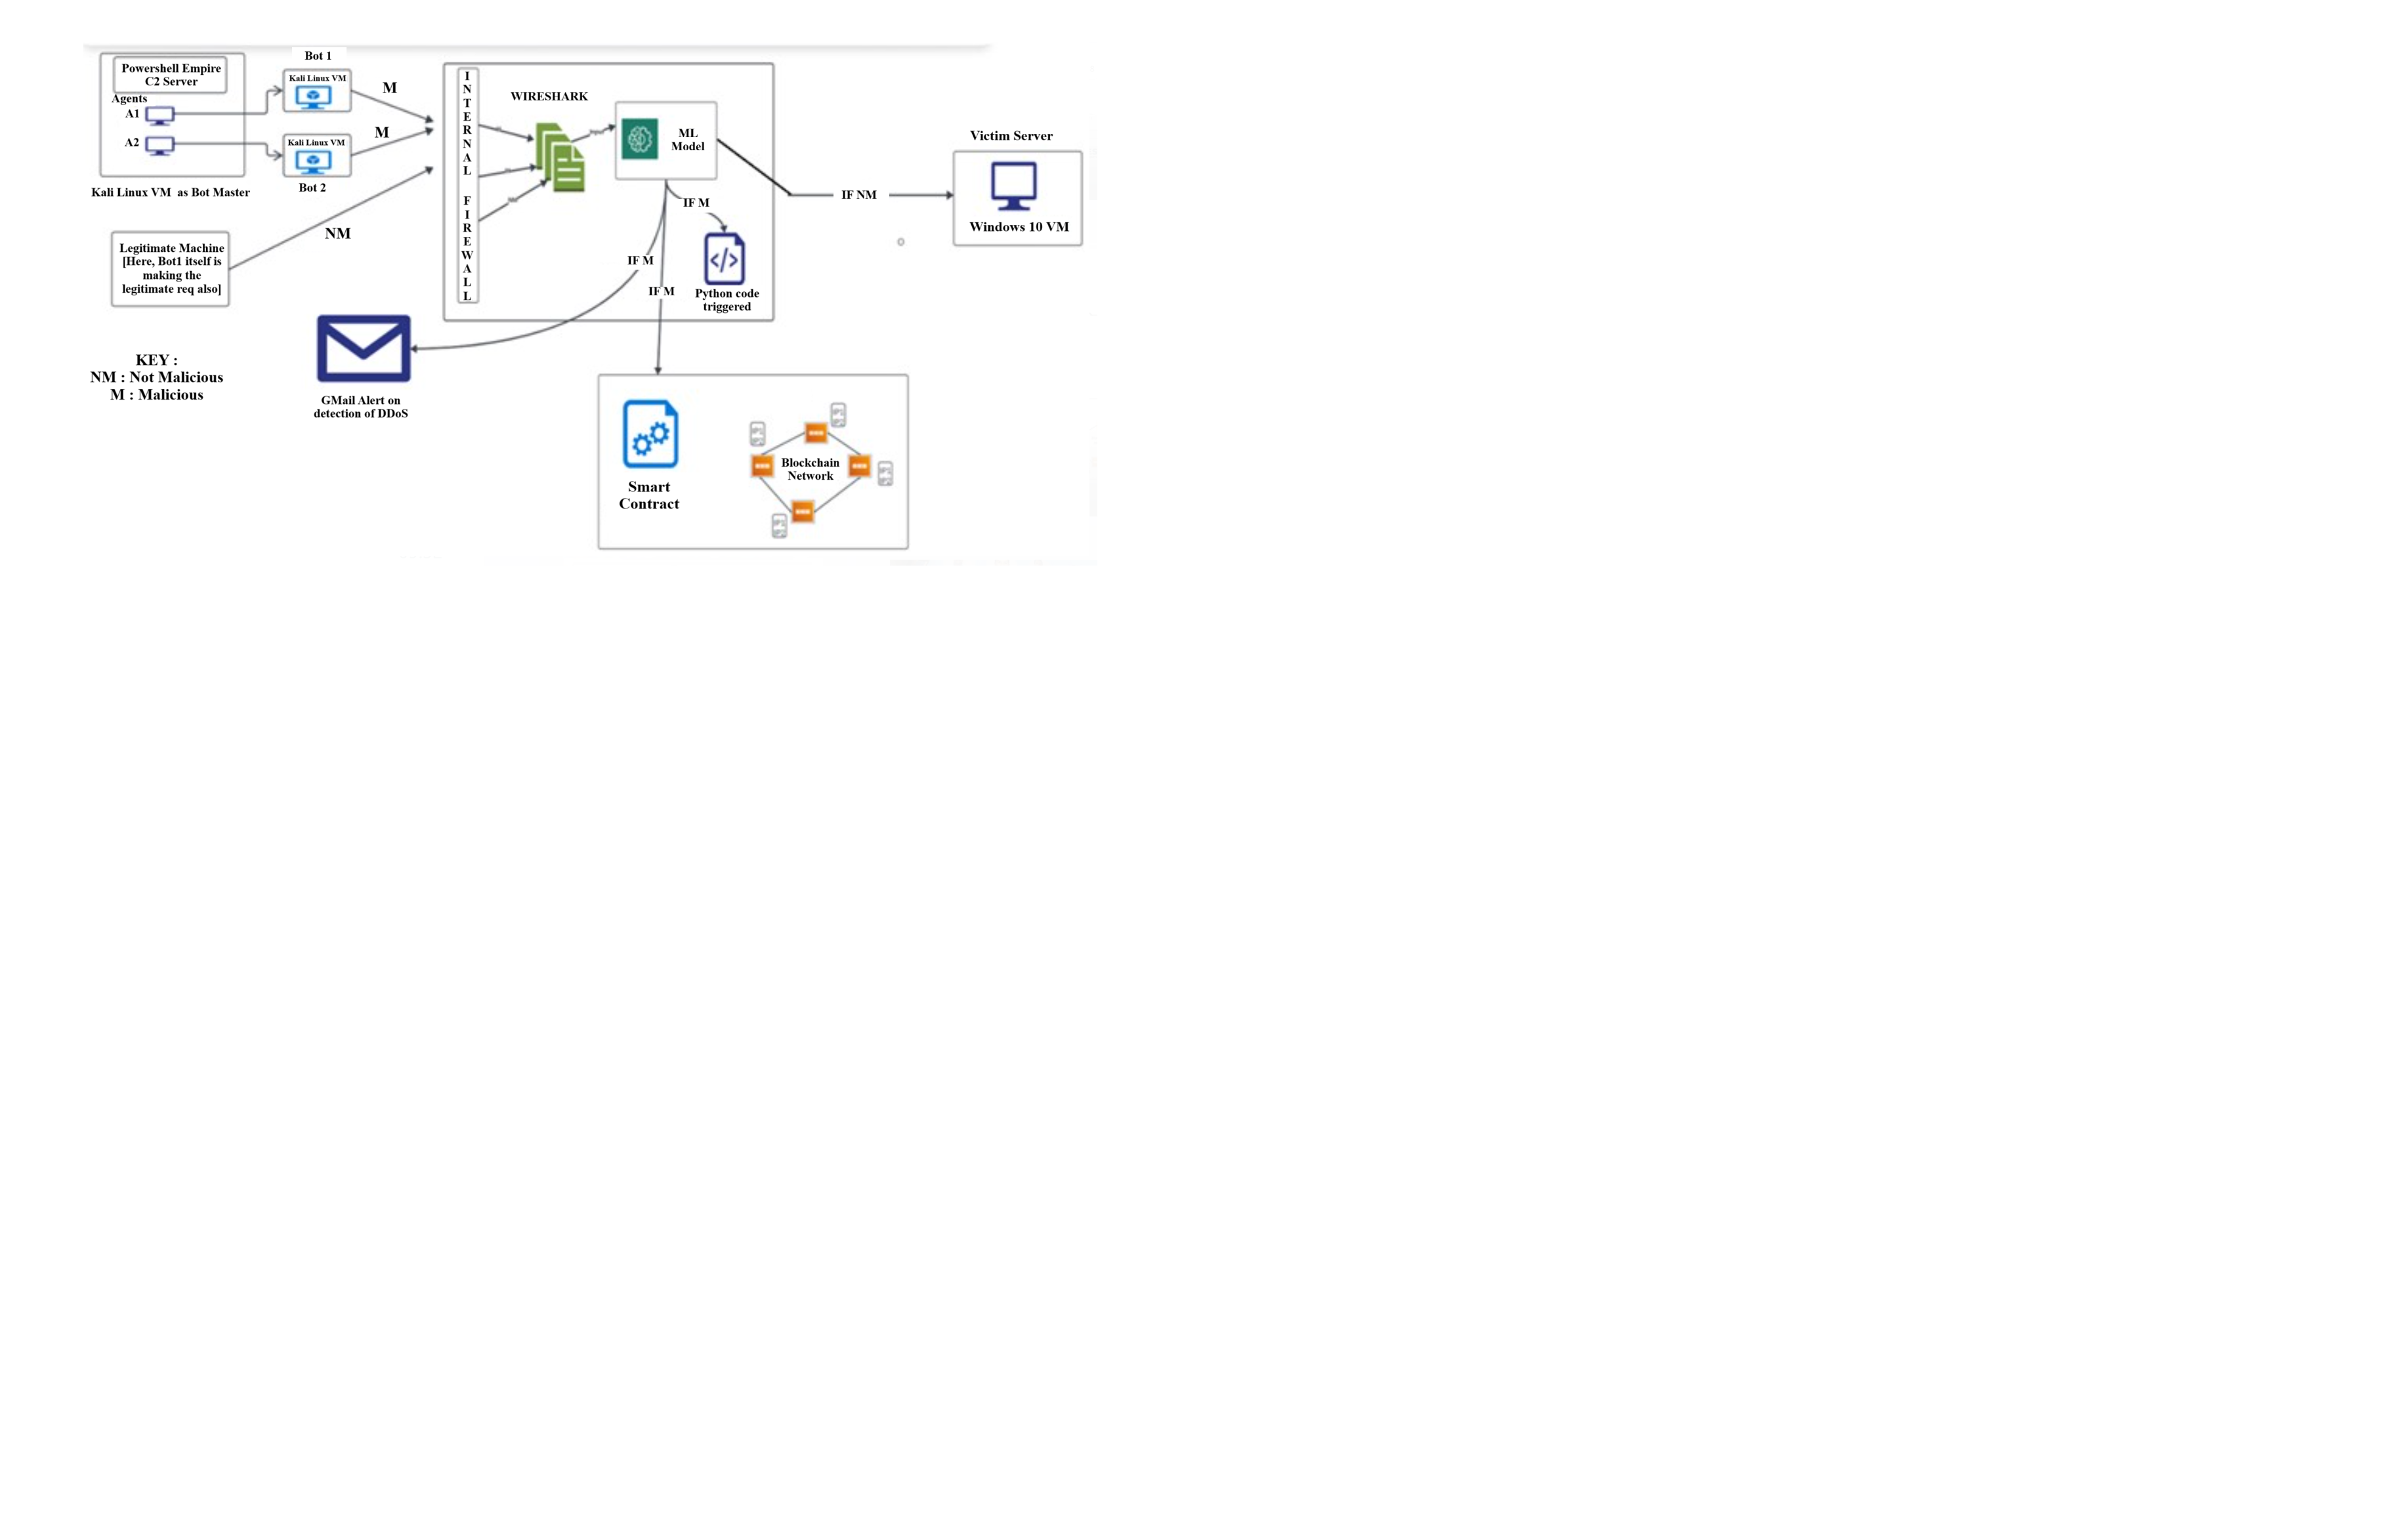 Bot 1
Powershell Empire
C2 Server
Agents
A1
A2
Kali Linux VM
Kali Linux VM
Bot 2
Kali Linux VM as Bot Master
M
M
NM
Legitimate Machine
[Here, Bot1 itself is
making the
legitimate req also]
KEY :
NM : Not Malicious
M : Malicious
INTERNAL FIREWALL
WIRESHARK
ML
Model
IF M
IF M
IF M
Python code
triggered
IF NM
Victim Server
Windows 10 VM
GMail Alert on
detection of DDoS
Smart
Contract
Blockchain
Network